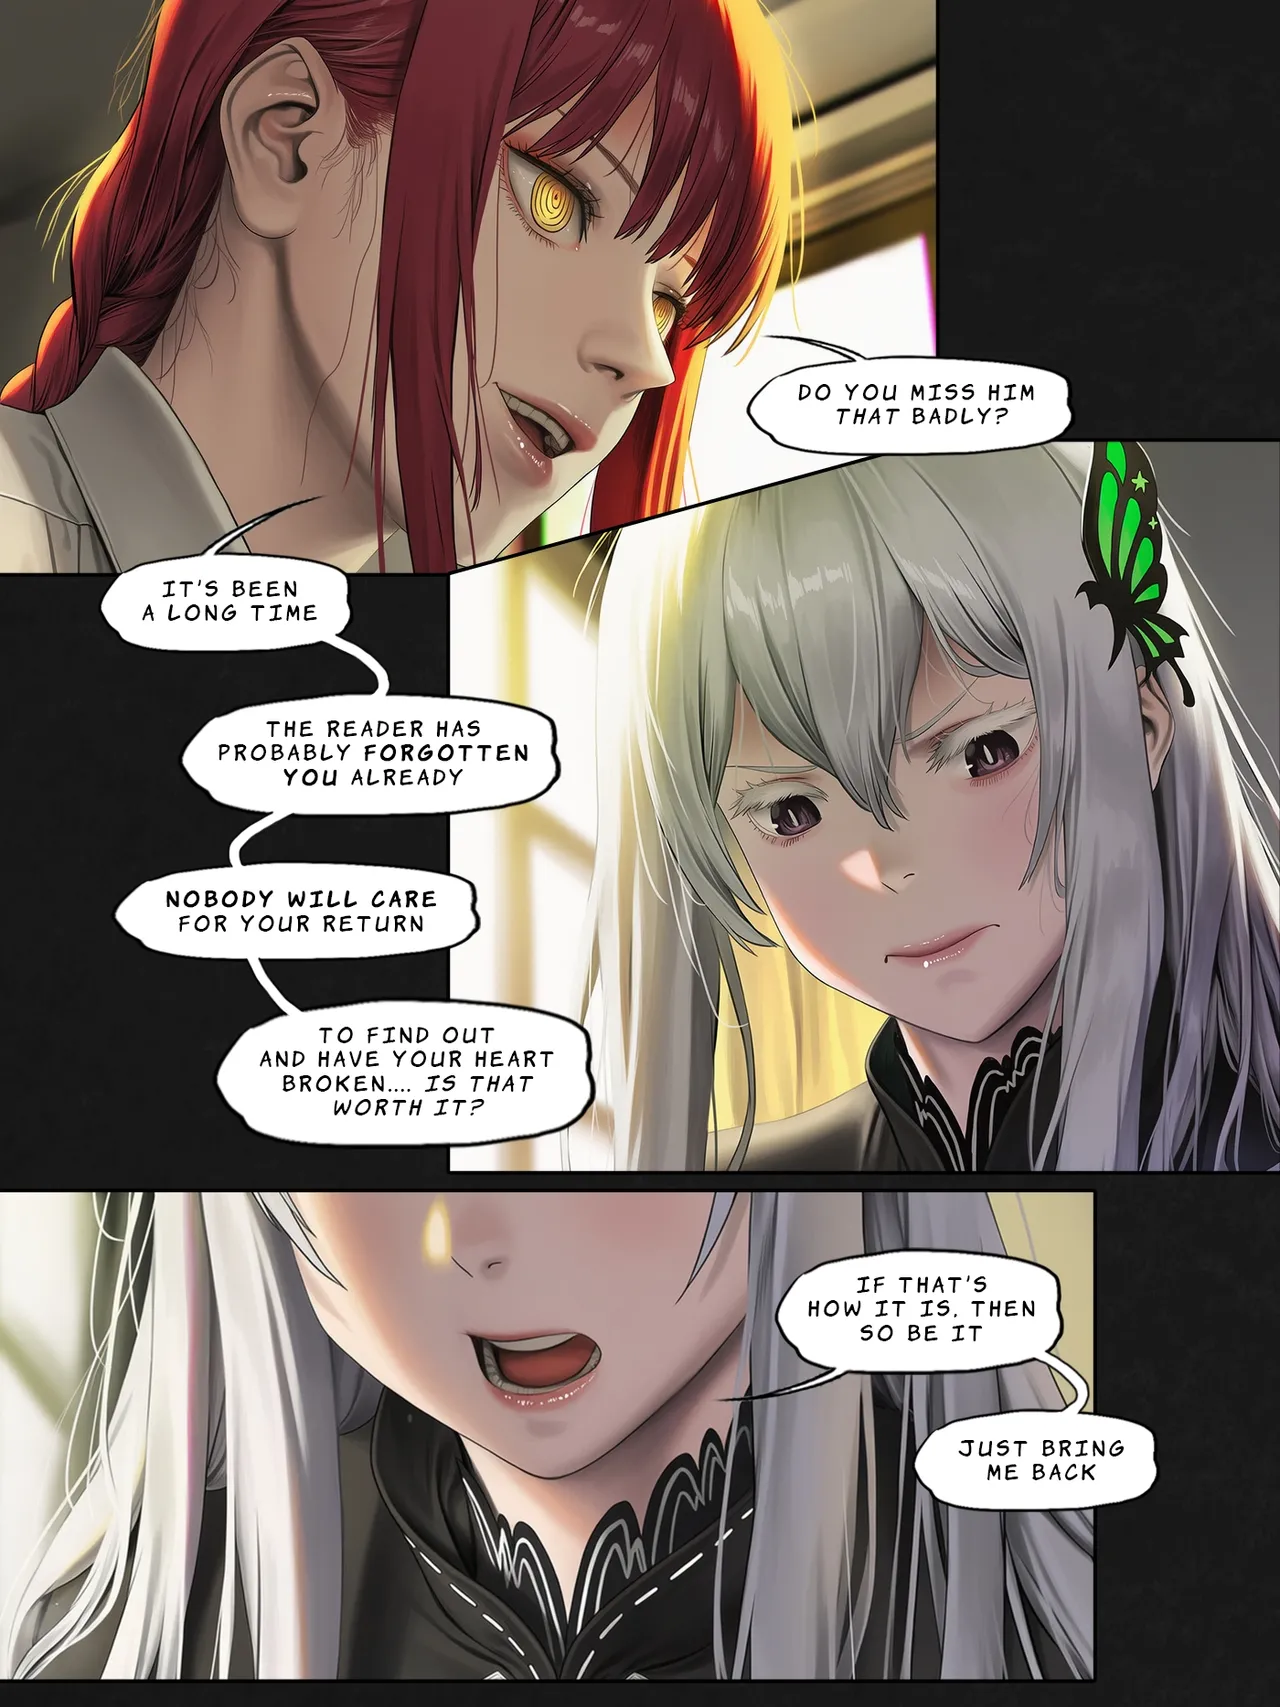 DO YOU MISS HIM
THAT BADLY?
IT'S BEEN
A LONG TIME
THE READER HAS
PROBABLY FORGOTTEN
YOU ALREADY
NOBODY WILL CARE
FOR YOUR RETURN
TO FIND OUT
AND HAVE YOUR HEART
BROKEN.... IS THAT
WORTH IT?
IF THAT'S
HOW IT IS. THEN
SO BE IT
JUST BRING
ME BACK